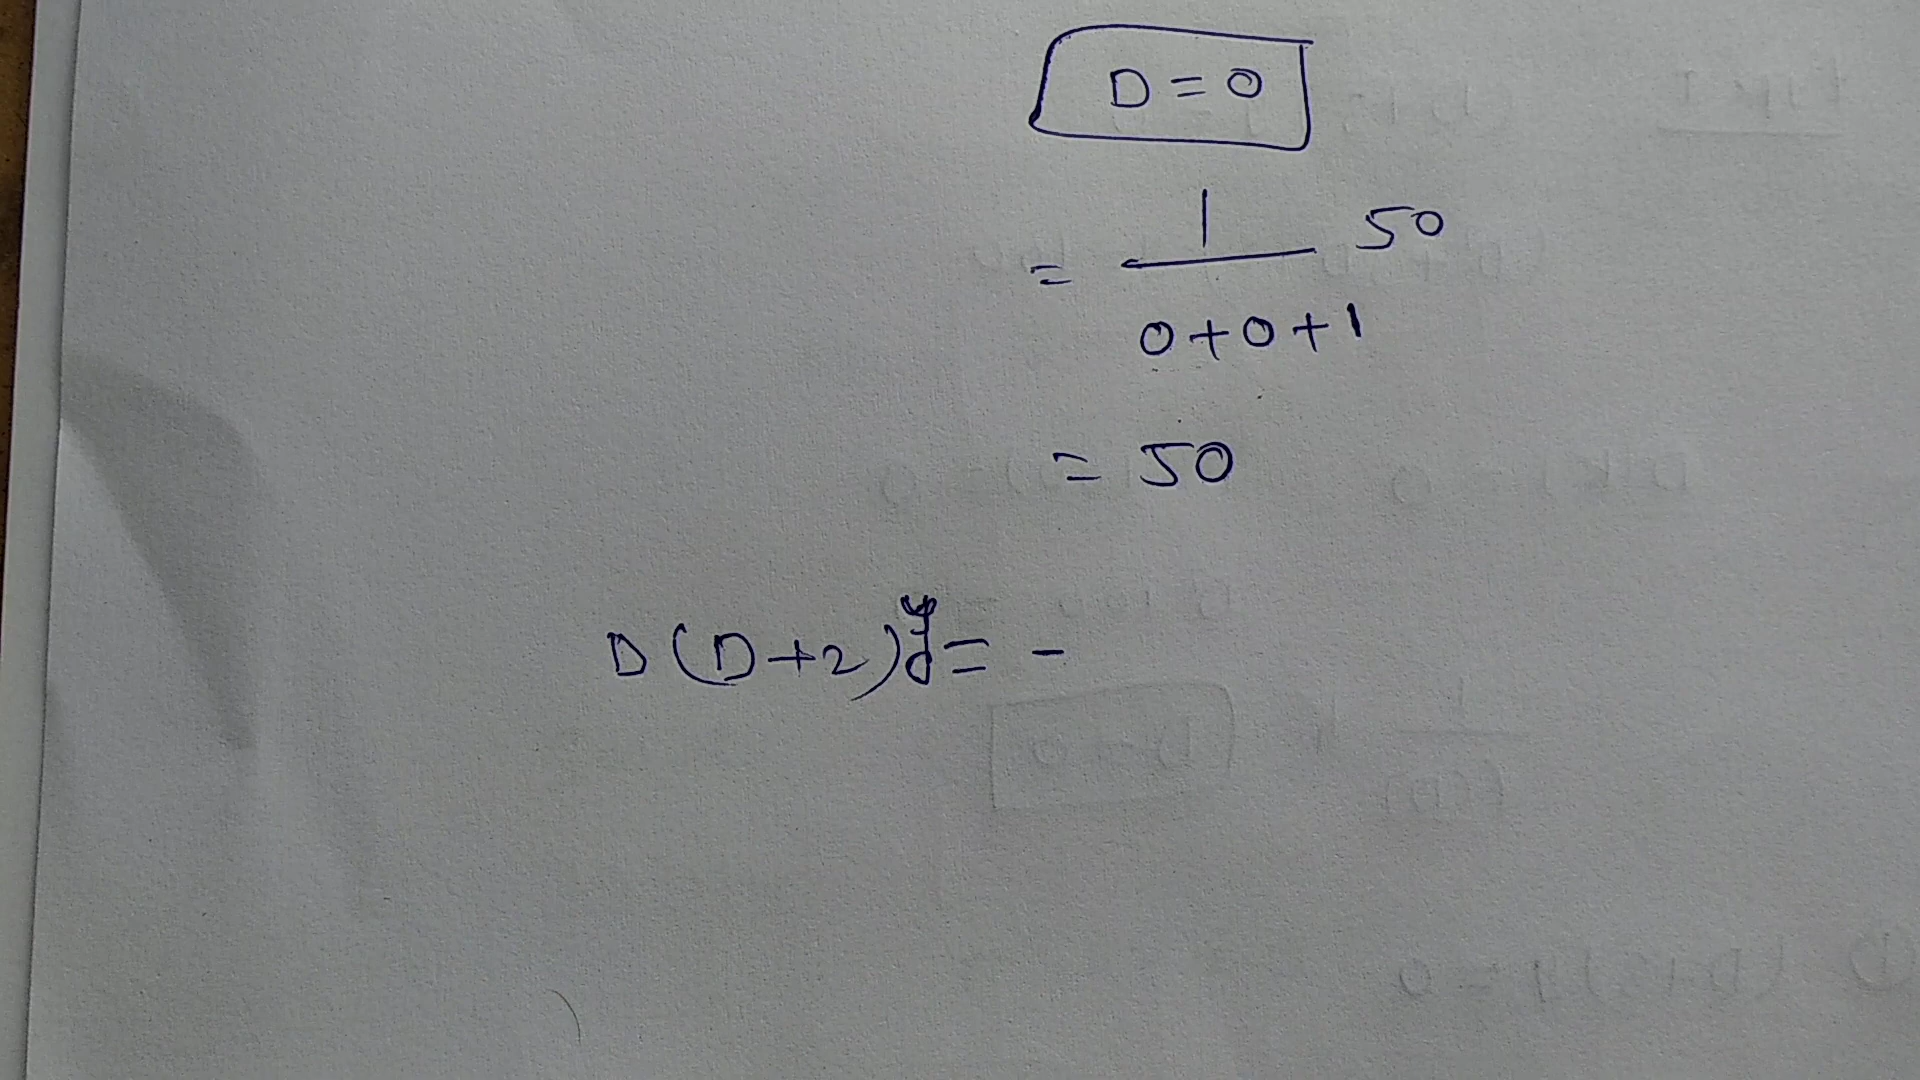 D = 0
= 1 / 0+0+1 50
= 50
D (D+2)y = -